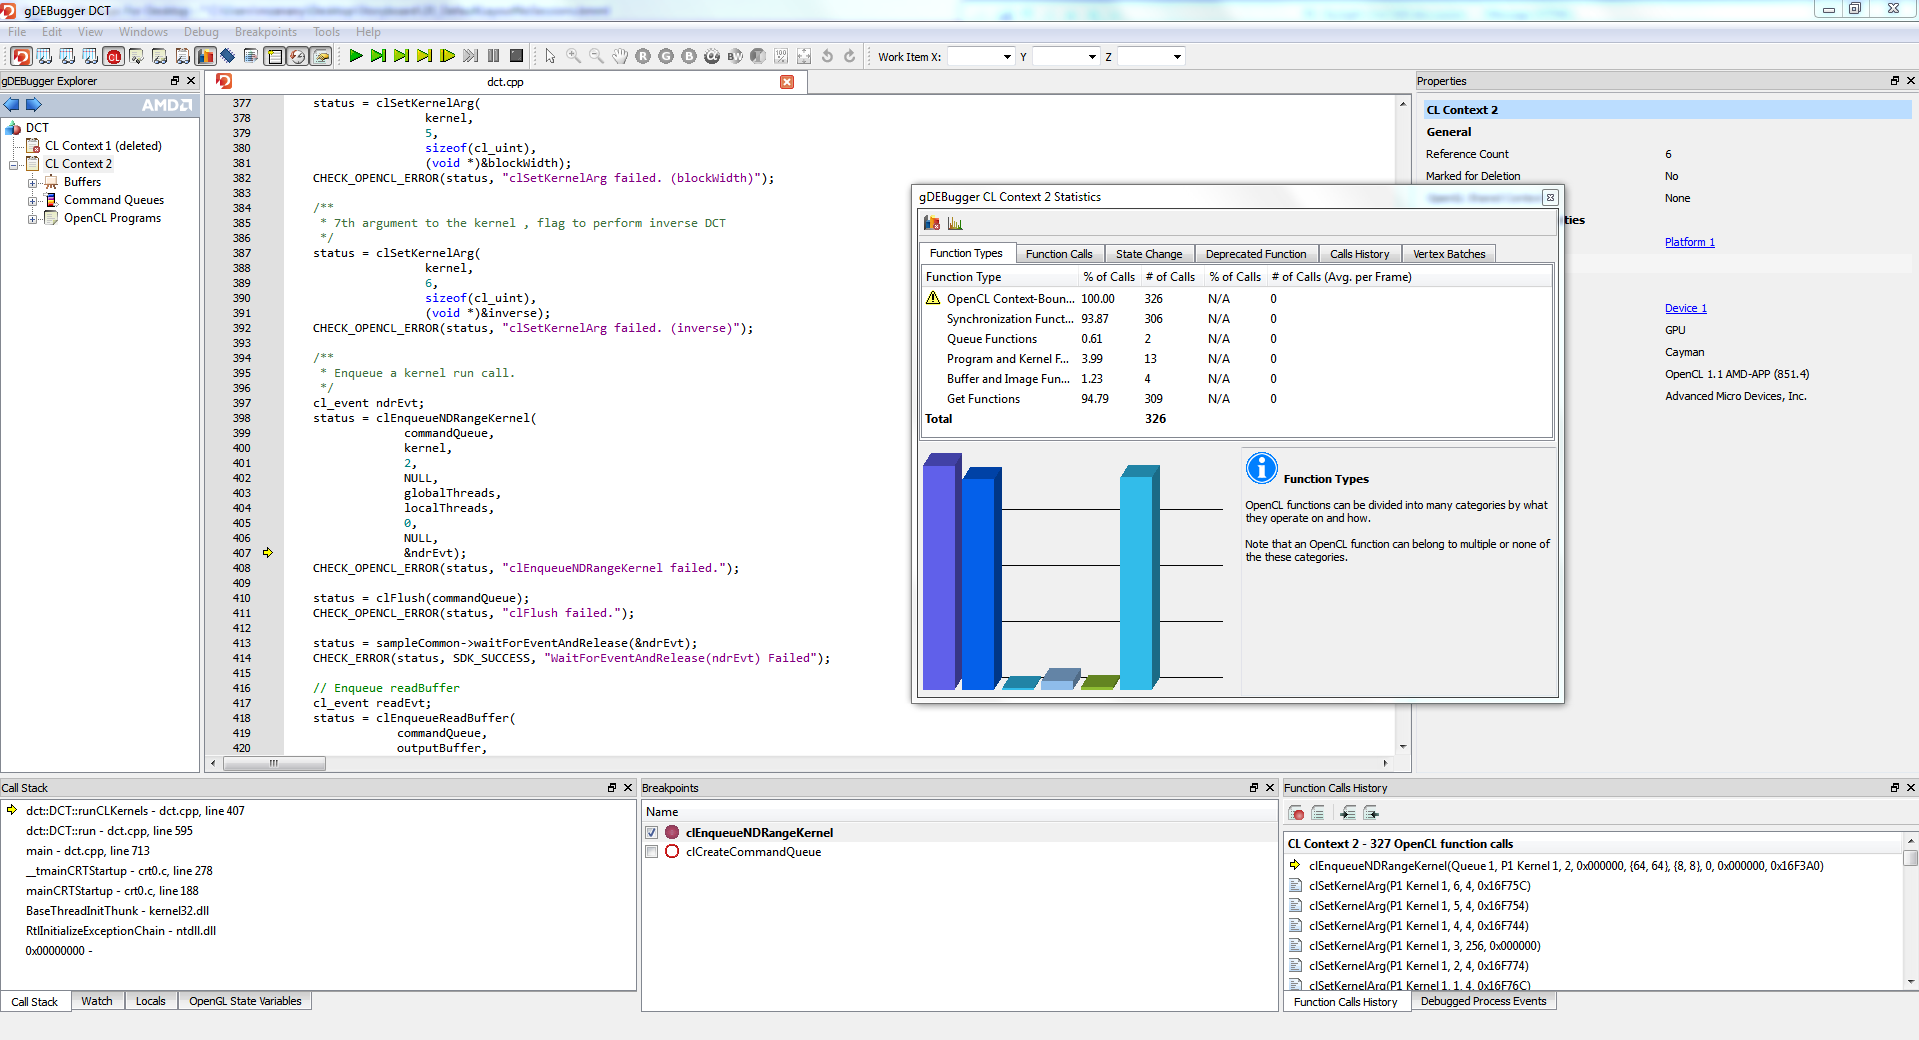 gDEBugger DCT
File Edit View Windows Debug Breakpoints Tools Help
Work Item X: Y Z
gDEBugger Explorer
AMD
DCT
CL Context 1 (deleted)
CL Context 2
Buffers
Command Queues
OpenCL Programs
dct.cpp
377 status = clSetKernelArg(
378 kernel,
379 5,
380 sizeof(cl_uint),
381 (void *)&blockWidth);
382 CHECK_OPENCL_ERROR(status, "clSetKernelArg failed. (blockWidth)");
383
384 /**
385 * 7th argument to the kernel , flag to perform inverse DCT
386 */
387 status = clSetKernelArg(
388 kernel,
389 6,
390 sizeof(cl_uint),
391 (void *)&inverse);
392 CHECK_OPENCL_ERROR(status, "clSetKernelArg failed. (inverse)");
393
394 /**
395 * Enqueue a kernel run call.
396 */
397 cl_event ndrEvt;
398 status = clEnqueueNDRangeKernel(
399 commandQueue,
400 kernel,
401 2,
402 NULL,
403 globalThreads,
404 localThreads,
405 0,
406 NULL,
407 &ndrEvt);
408 CHECK_OPENCL_ERROR(status, "clEnqueueNDRangeKernel failed.");
409
410 status = clFlush(commandQueue);
411 CHECK_OPENCL_ERROR(status, "clFlush failed.");
412
413 status = sampleCommon->waitForEventAndRelease(&ndrEvt);
414 CHECK_ERROR(status, SDK_SUCCESS, "WaitForEventAndRelease(ndrEvt) Failed");
415
416 // Enqueue readBuffer
417 cl_event readEvt;
418 status = clEnqueueReadBuffer(
419 commandQueue,
420 outputBuffer,
gDEBugger CL Context 2 Statistics
Function Types Function Calls State Change Deprecated Function Calls History Vertex Batches
Function Type % of Calls # of Calls % of Calls # of Calls (Avg. per Frame)
OpenCL Context-Boun... 100.00 326 N/A 0
Synchronization Funct... 93.87 306 N/A 0
Queue Functions 0.61 2 N/A 0
Program and Kernel F... 3.99 13 N/A 0
Buffer and Image Fun... 1.23 4 N/A 0
Get Functions 94.79 309 N/A 0
Total 326
Function Types
OpenCL functions can be divided into many categories by what
they operate on and how.
Note that an OpenCL function can belong to multiple or none of
the these categories.
Properties
CL Context 2
General
Reference Count 6
Marked for Deletion No
None
ties
Platform 1
Device 1
GPU
Cayman
OpenCL 1.1 AMD-APP (851.4)
Advanced Micro Devices, Inc.
Call Stack
dct::DCT::runCLKernels - dct.cpp, line 407
dct::DCT::run - dct.cpp, line 595
main - dct.cpp, line 713
__tmainCRTStartup - crt0.c, line 278
mainCRTStartup - crt0.c, line 188
BaseThreadInitThunk - kernel32.dll
RtlInitializeExceptionChain - ntdll.dll
0x00000000 -
Call Stack Watch Locals OpenGL State Variables
Breakpoints
Name
clEnqueueNDRangeKernel
clCreateCommandQueue
Function Calls History
CL Context 2 - 327 OpenCL function calls
clEnqueueNDRangeKernel(Queue 1, P1 Kernel 1, 2, 0x000000, {64, 64}, {8, 8}, 0, 0x000000, 0x16F3A0)
clSetKernelArg(P1 Kernel 1, 6, 4, 0x16F75C)
clSetKernelArg(P1 Kernel 1, 5, 4, 0x16F754)
clSetKernelArg(P1 Kernel 1, 4, 4, 0x16F744)
clSetKernelArg(P1 Kernel 1, 3, 256, 0x000000)
clSetKernelArg(P1 Kernel 1, 2, 4, 0x16F774)
clSetKernelArg(P1 Kernel 1, 1, 4, 0x16F76C)
Function Calls History Debugged Process Events